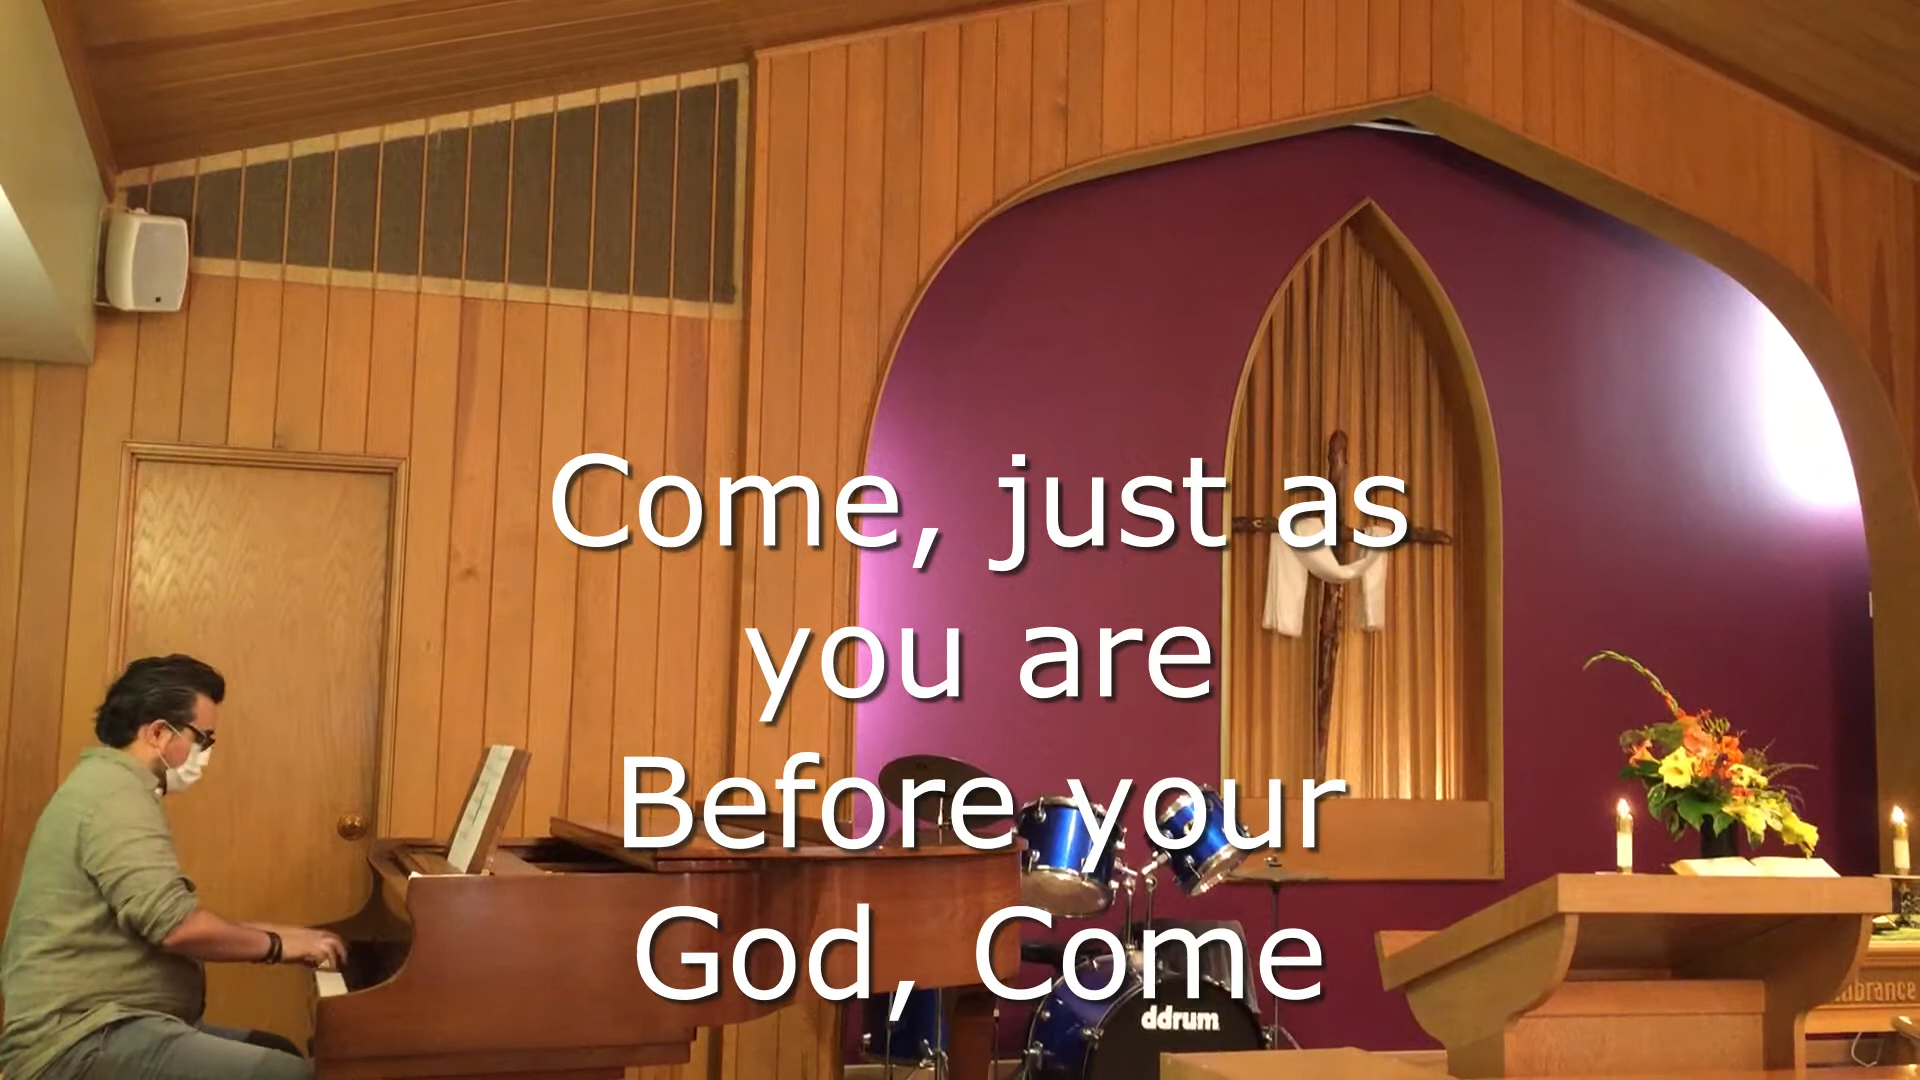 Come, just as
you are
Before your
God, Come
ddrum